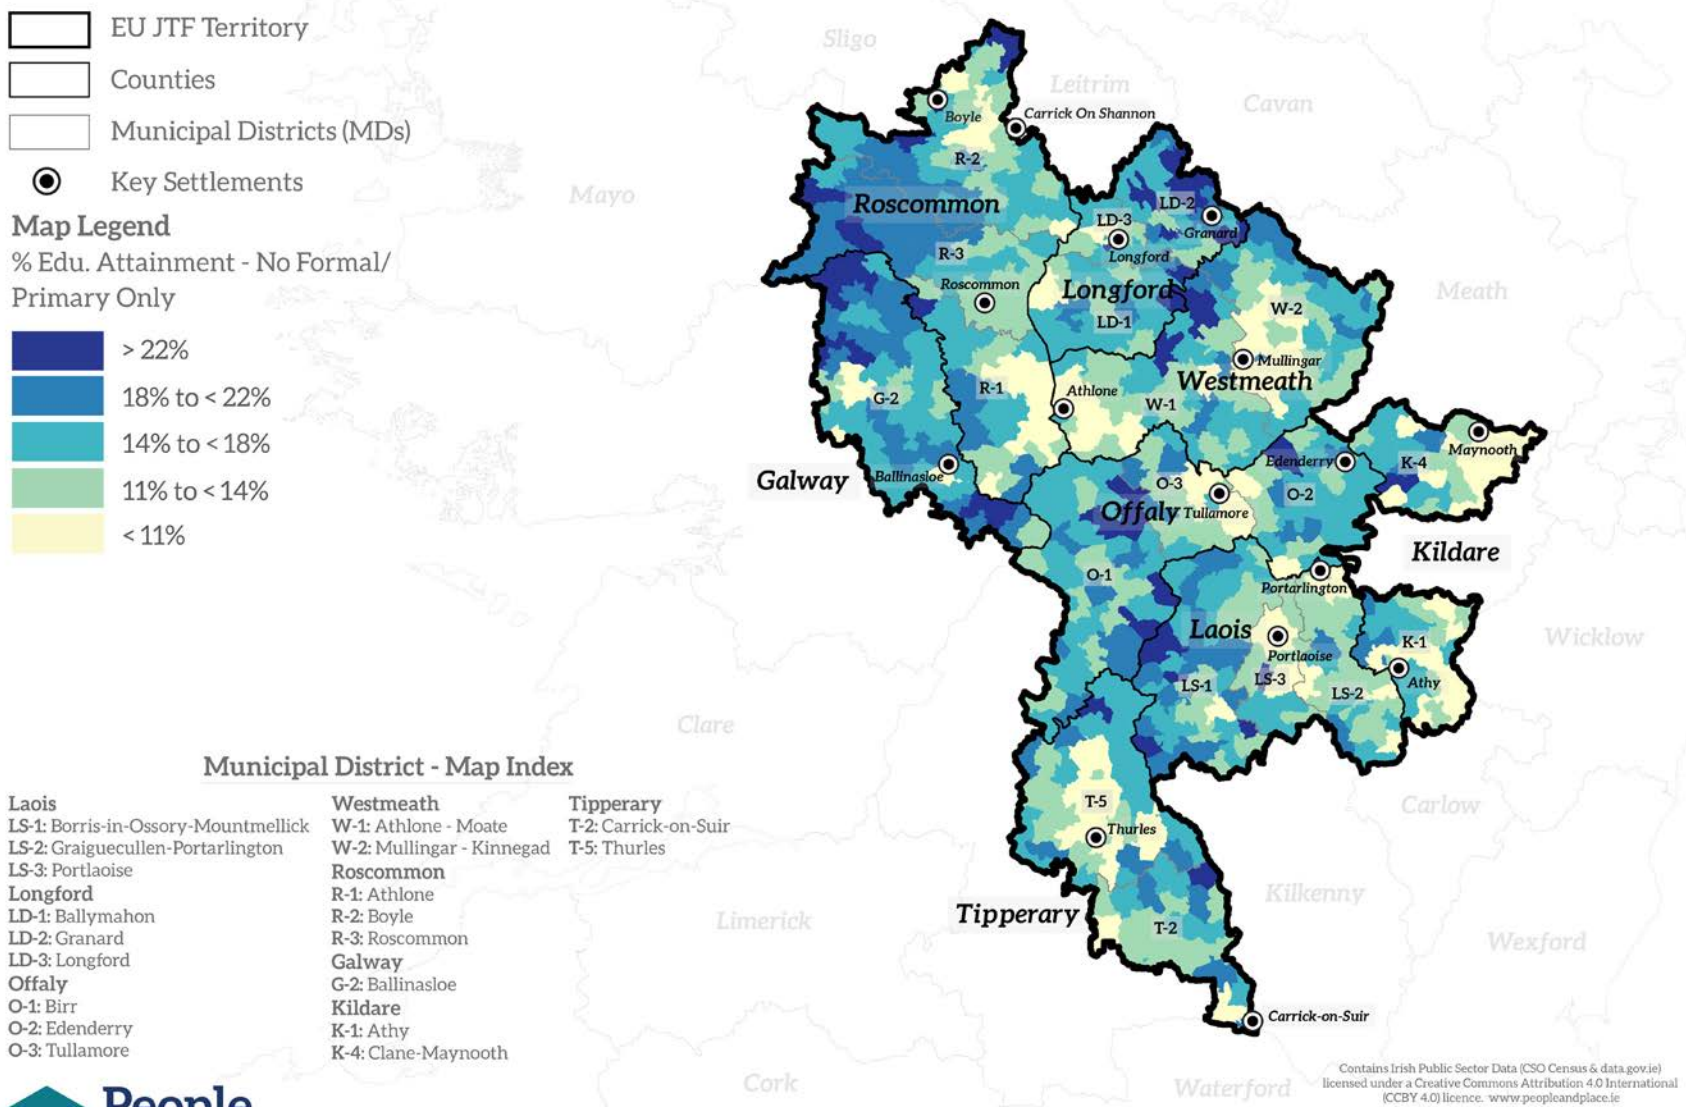 EU JTF Territory
Counties
Municipal Districts (MDs)
Key Settlements
Map Legend
% Edu. Attainment - No Formal/
Primary Only
> 22%
18% to < 22%
14% to < 18%
11% to < 14%
< 11%
Sligo
Leitrim
Cavan
Mayo
Meath
Boyle
Carrick On Shannon
R-2
Roscommon
LD-2
LD-3
Granard
Longford
R-3
Roscommon
Longford
W-2
LD-1
Mullingar
Westmeath
R-1
Athlone
G-2
W-1
Maynooth
Edenderry
K-4
Galway
Ballinasloe
O-3
O-2
Offaly
Tullamore
Kildare
O-1
Portarlington
Laois
Portlaoise
K-1
Wicklow
LS-1
LS-3
LS-2
Athy
Clare
T-5
Thurles
Carlow
Kilkenny
Tipperary
T-2
Limerick
Wexford
Carrick-on-Suir
Cork
Waterford
Municipal District - Map Index
Laois
LS-1: Borris-in-Ossory-Mountmellick
LS-2: Graiguecullen-Portarlington
LS-3: Portlaoise
Longford
LD-1: Ballymahon
LD-2: Granard
LD-3: Longford
Offaly
O-1: Birr
O-2: Edenderry
O-3: Tullamore
Westmeath
W-1: Athlone - Moate
W-2: Mullingar - Kinnegad
Roscommon
R-1: Athlone
R-2: Boyle
R-3: Roscommon
Galway
G-2: Ballinasloe
Kildare
K-1: Athy
K-4: Clane-Maynooth
Tipperary
T-2: Carrick-on-Suir
T-5: Thurles
People
Contains Irish Public Sector Data (CSO Census & data.gov.ie)
licensed under a Creative Commons Attribution 4.0 International
(CCBY 4.0) licence. www.peopleandplace.ie